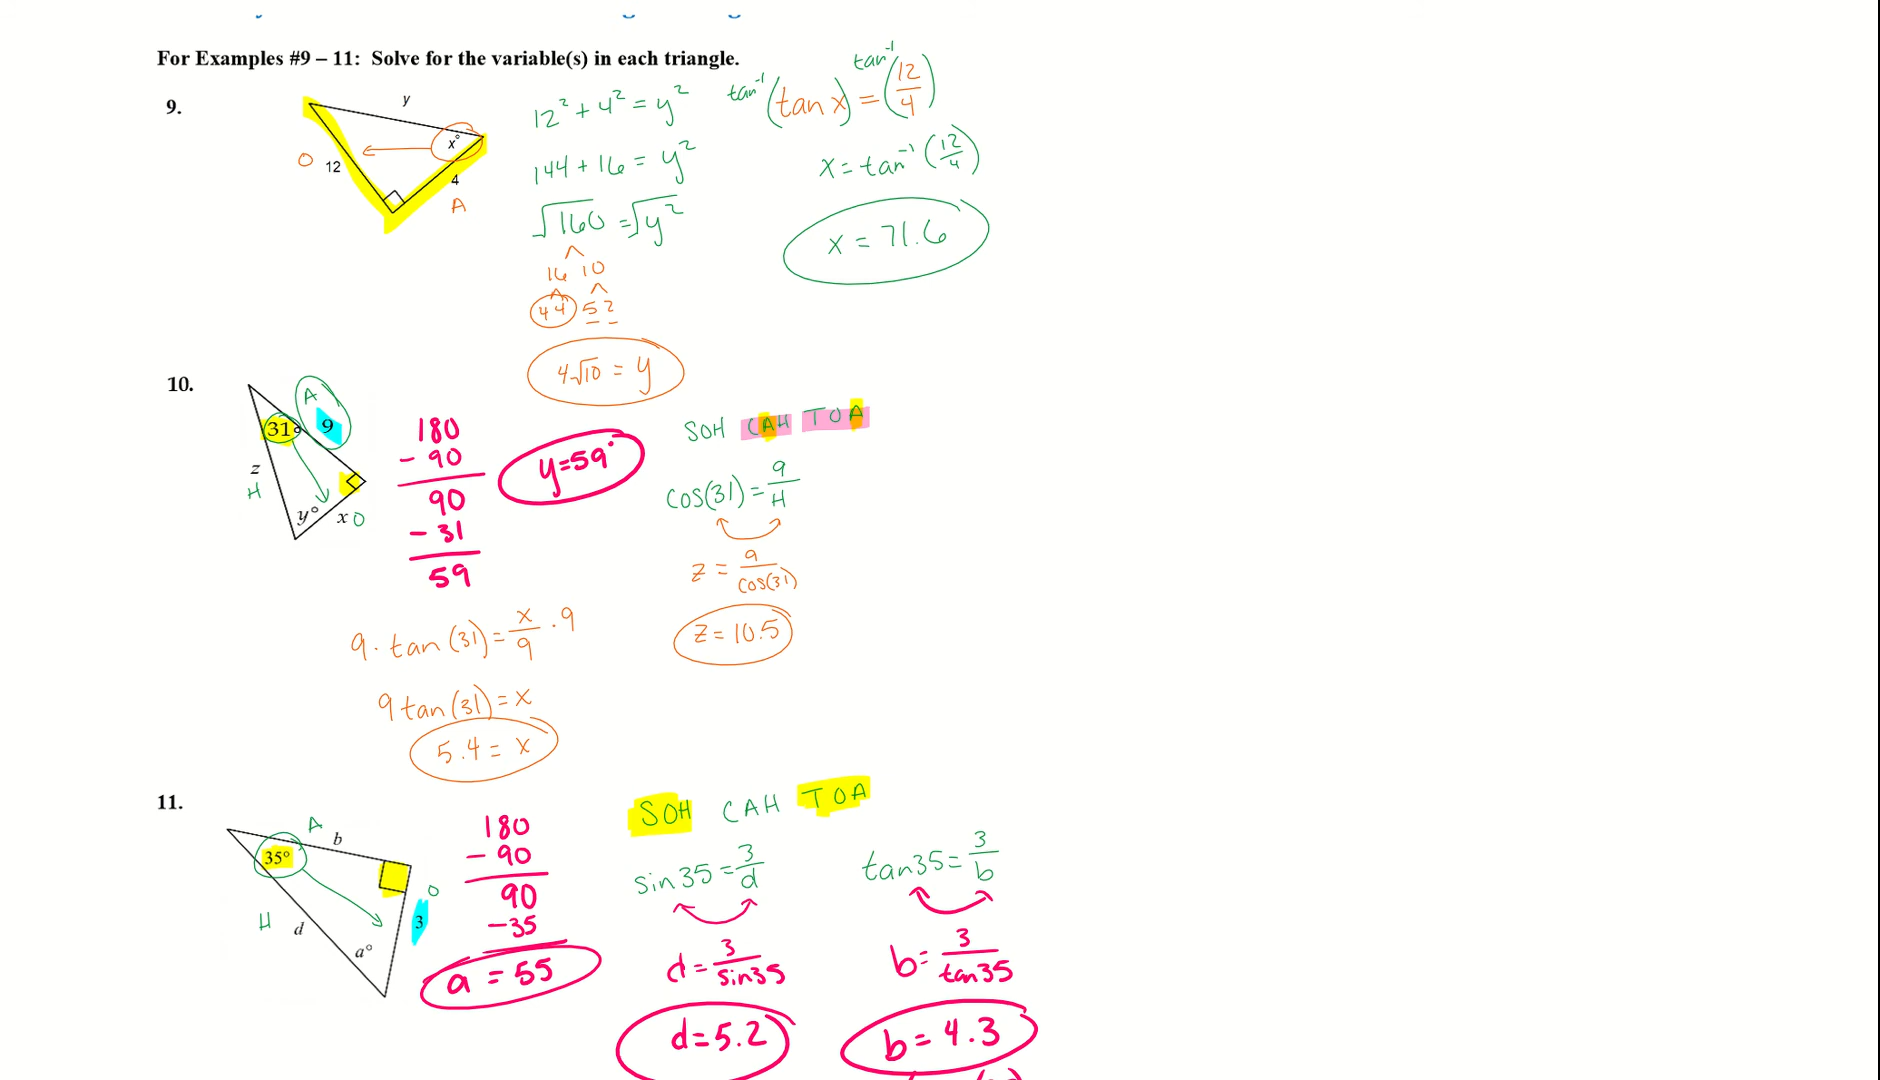 For Examples #9 – 11: Solve for the variable(s) in each triangle.
9.
y
x°
O 12
4
A
12² + 4² = y²
144 + 16 = y²
√160 = √y²
16 10
4 4 5 2
4√10 = y
tan⁻¹(tan x) = tan⁻¹(12/4)
x = tan⁻¹(12/4)
x = 71.6
10.
A
31° 9
z
H
y° x O
180
- 90
90
- 31
59
y=59°
SOH CAH TOA
cos(31) = 9/H
z = 9/cos(31)
z = 10.5
9 · tan(31) = x/9 · 9
9 tan(31) = x
5.4 = x
11.
A
b
35°
O
3
H d
a°
180
- 90
90
- 35
a = 55
SOH CAH TOA
sin35 = 3/d
d = 3/sin35
d = 5.2
tan35 = 3/b
b = 3/tan35
b = 4.3